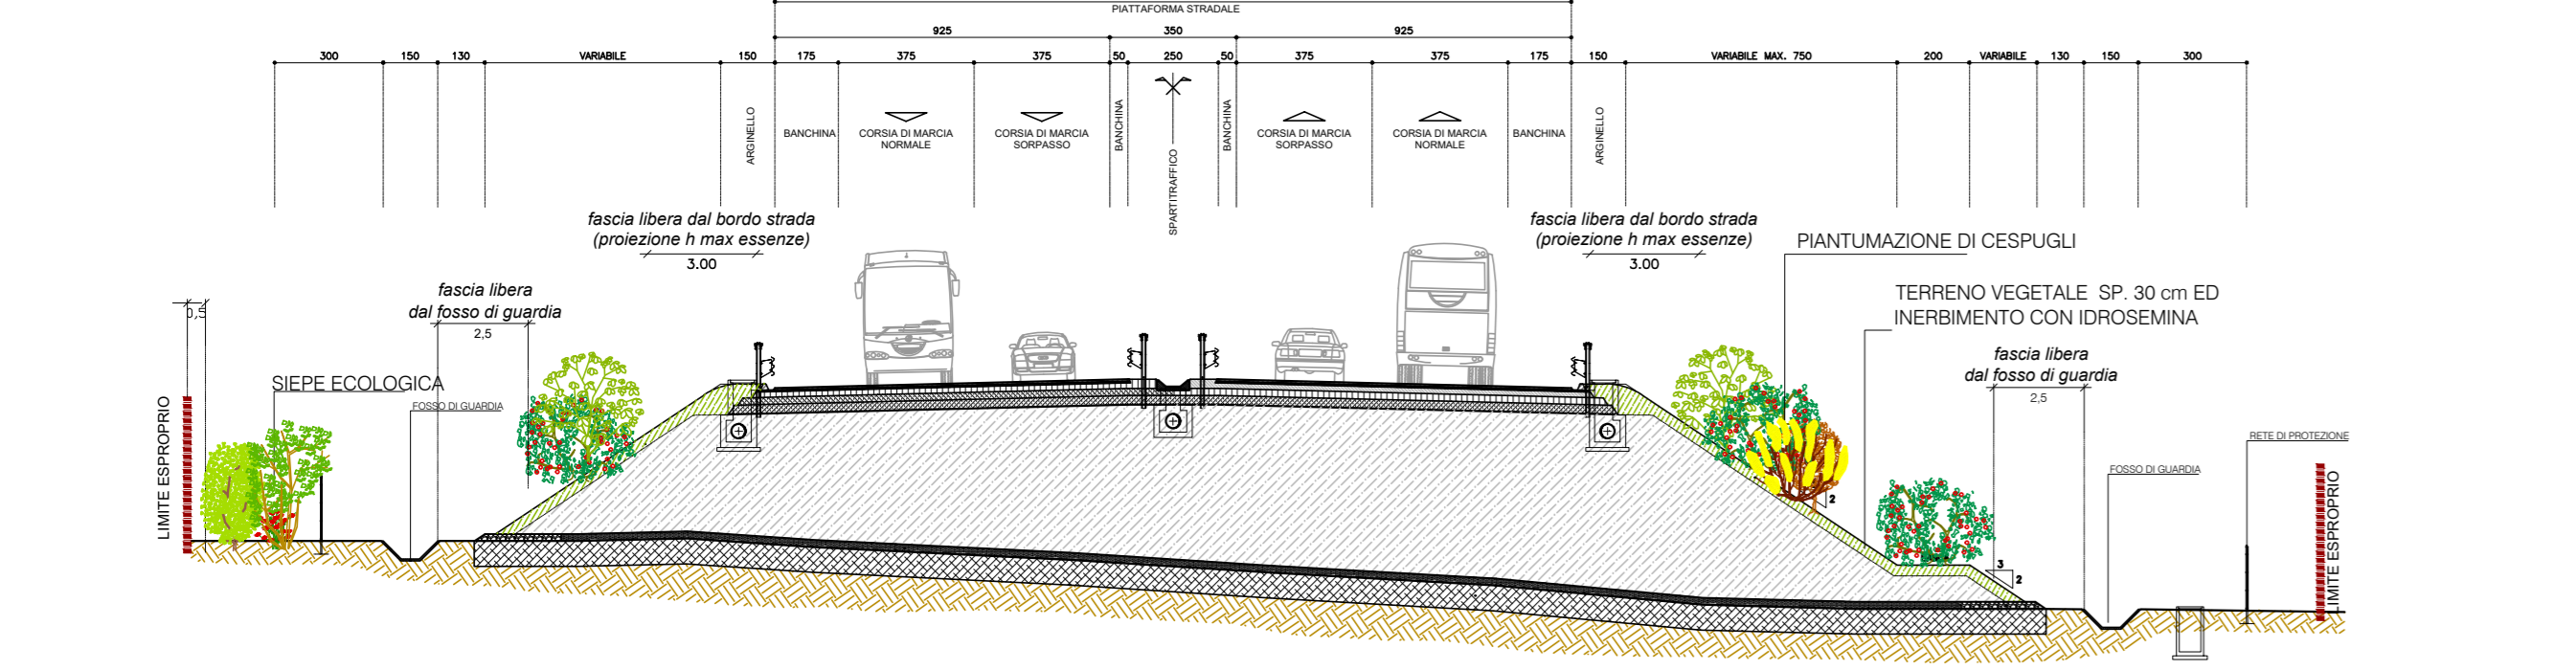 PIATTAFORMA STRADALE
925 350 925
300 150 130 VARIABILE 150 175 375 375 50 250 50 375 375 175 150 VARIABILE MAX. 750 200 VARIABILE 130 150 300
ARGINELLO
BANCHINA
CORSIA DI MARCIA
NORMALE
CORSIA DI MARCIA
SORPASSO
BANCHINA
SPARTITRAFFICO
BANCHINA
CORSIA DI MARCIA
SORPASSO
CORSIA DI MARCIA
NORMALE
BANCHINA
ARGINELLO
fascia libera dal bordo strada
(proiezione h max essenze)
3.00
fascia libera dal bordo strada
(proiezione h max essenze)
3.00
PIANTUMAZIONE DI CESPUGLI
TERRENO VEGETALE SP. 30 cm ED
INERBIMENTO CON IDROSEMINA
fascia libera
dal fosso di guardia
2,5
0,5
fascia libera
dal fosso di guardia
2,5
SIEPE ECOLOGICA
FOSSO DI GUARDIA
LIMITE ESPROPRIO
RETE DI PROTEZIONE
FOSSO DI GUARDIA
LIMITE ESPROPRIO
2
3
2